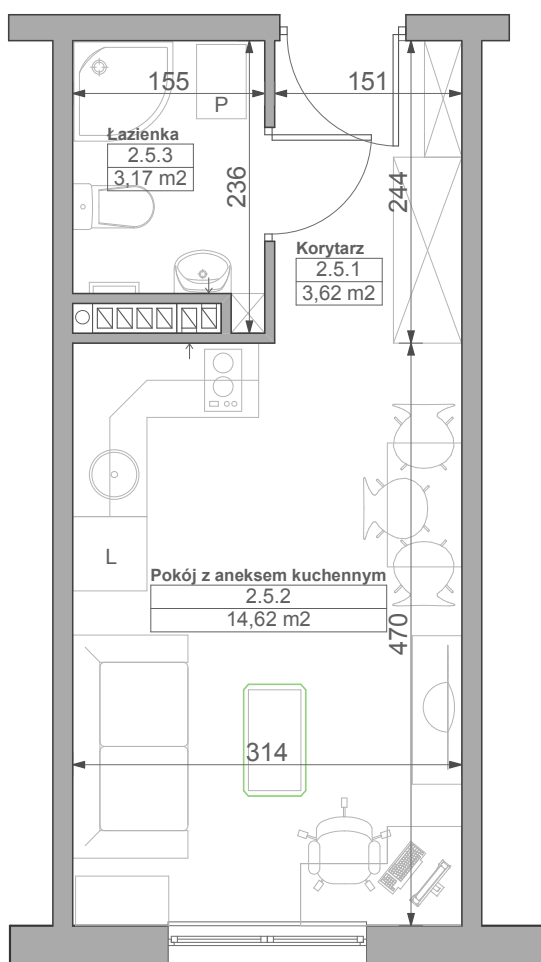 155
151
P
Łazienka
2.5.3
3,17 m2
236
244
Korytarz
2.5.1
3,62 m2
L
Pokój z aneksem kuchennym
2.5.2
14,62 m2
470
314